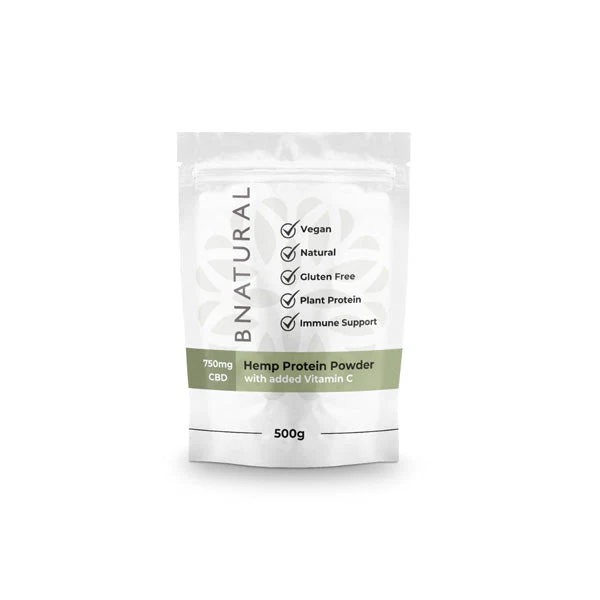 BNATURAL
Vegan
Natural
Gluten Free
Plant Protein
Immune Support
750mg
CBD
Hemp Protein Powder
with added Vitamin C
500g